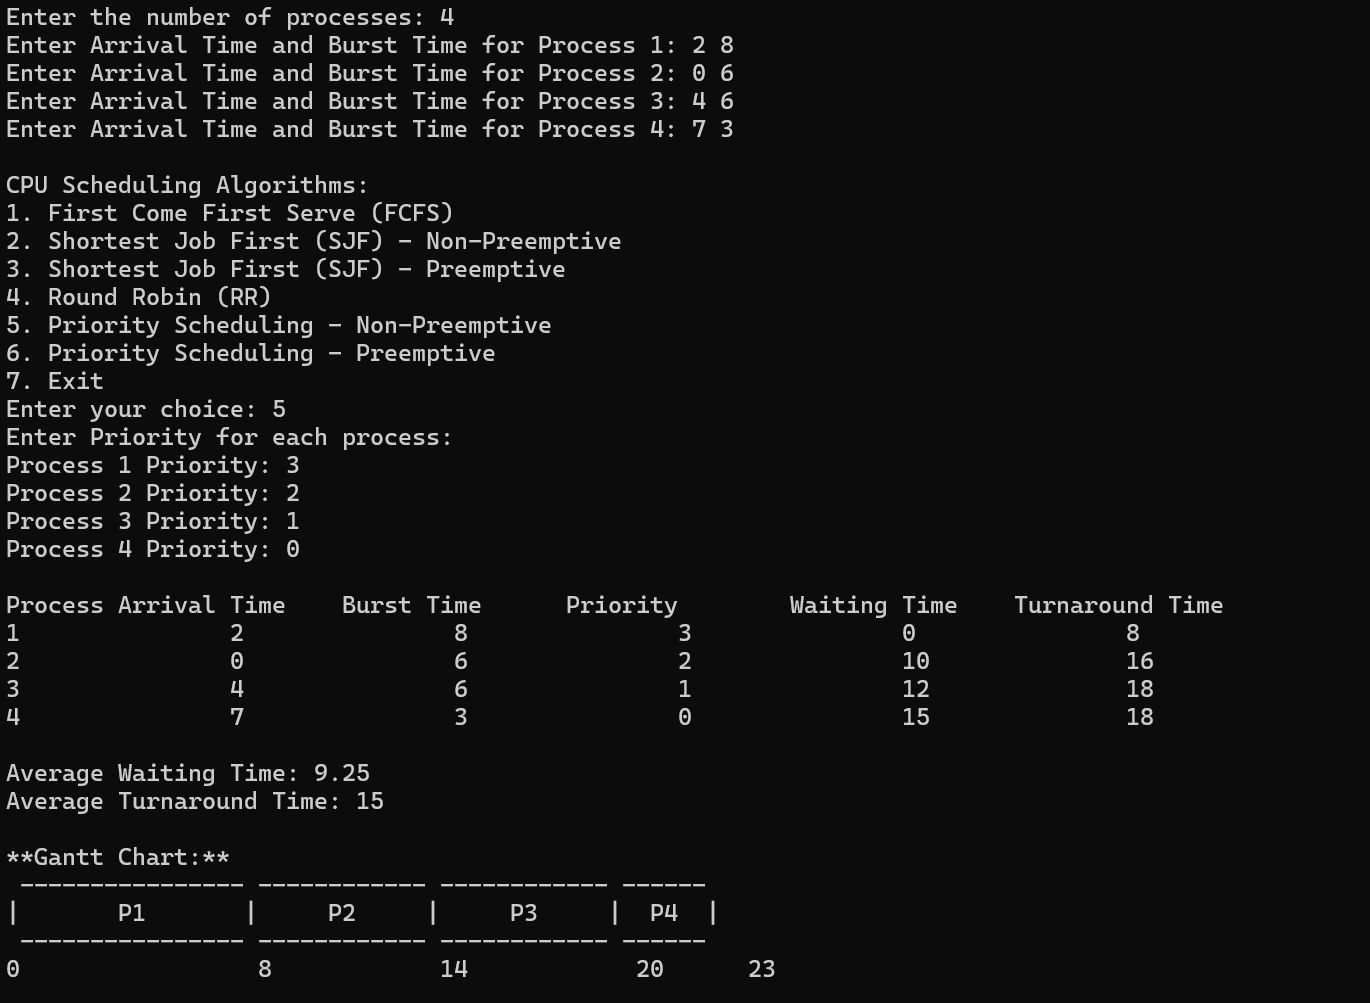 Enter the number of processes: 4
Enter Arrival Time and Burst Time for Process 1: 2 8
Enter Arrival Time and Burst Time for Process 2: 0 6
Enter Arrival Time and Burst Time for Process 3: 4 6
Enter Arrival Time and Burst Time for Process 4: 7 3
CPU Scheduling Algorithms:
1. First Come First Serve (FCFS)
2. Shortest Job First (SJF) - Non-Preemptive
3. Shortest Job First (SJF) - Preemptive
4. Round Robin (RR)
5. Priority Scheduling - Non-Preemptive
6. Priority Scheduling - Preemptive
7. Exit
Enter your choice: 5
Enter Priority for each process:
Process 1 Priority: 3
Process 2 Priority: 2
Process 3 Priority: 1
Process 4 Priority: 0
Process Arrival Time    Burst Time      Priority        Waiting Time    Turnaround Time
1               2               8               3               0               8
2               0               6               2               10              16
3               4               6               1               12              18
4               7               3               0               15              18
Average Waiting Time: 9.25
Average Turnaround Time: 15
**Gantt Chart:**
 ---------------- ------------ ------------ ------
|       P1       |     P2     |     P3      |  P4  |
 ---------------- ------------ ------------ ------
0                 8            14            20      23